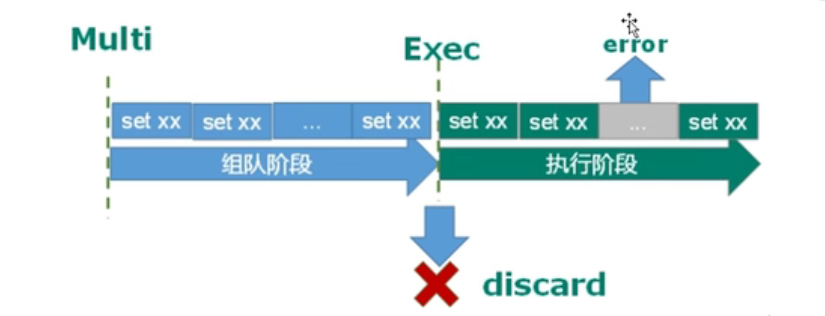 Multi
Exec
error
set xx
set xx
...
set xx
set xx
set xx
...
set xx
组队阶段
执行阶段
discard